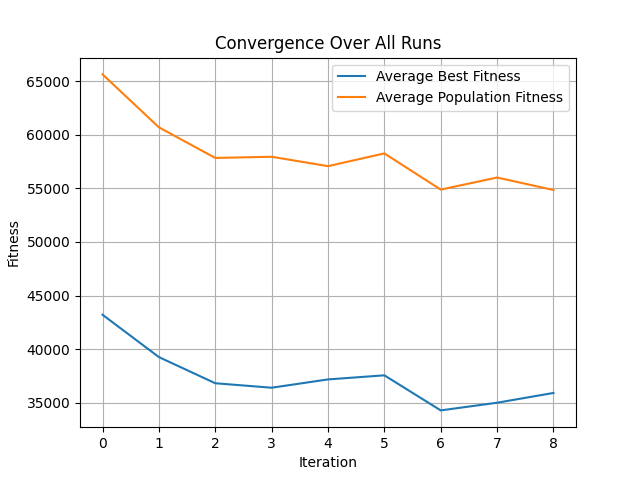 Convergence Over All Runs
Average Best Fitness
Average Population Fitness
65000
60000
55000
50000
45000
40000
35000
Fitness
0 1 2 3 4 5 6 7 8
Iteration